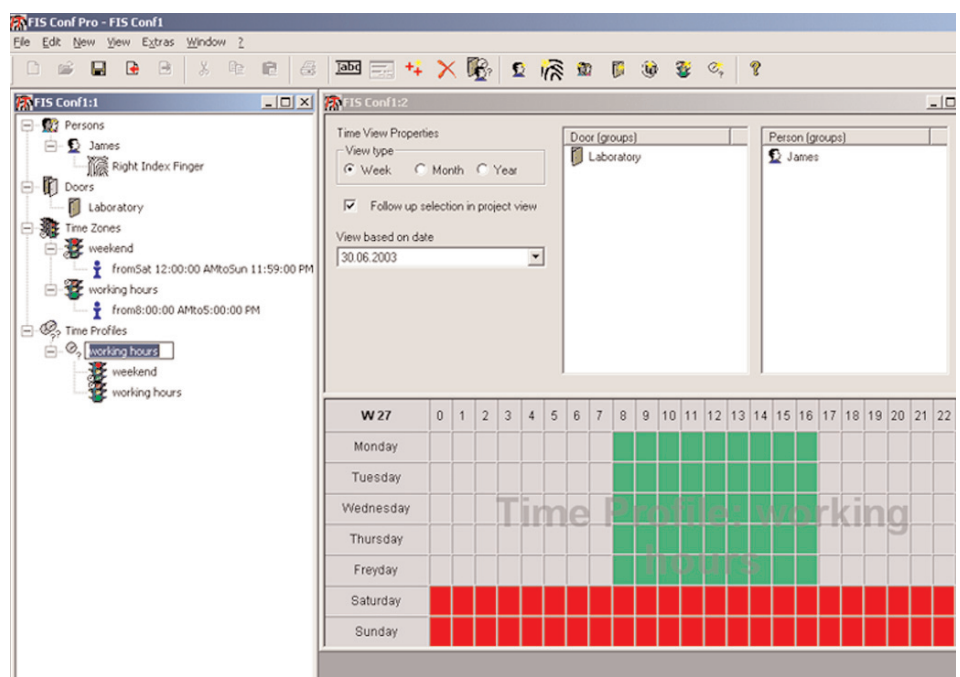 FIS Conf Pro - FIS Conf1
File Edit New View Extras Window ?
abc
FIS Conf1:1
Persons
James
Right Index Finger
Doors
Laboratory
Time Zones
weekend
fromSat 12:00:00 AMtoSun 11:59:00 PM
working hours
from8:00:00 AMto5:00:00 PM
Time Profiles
working hours
weekend
working hours
FIS Conf1:2
Time View Properties
View type
Week Month Year
Follow up selection in project view
View based on date
30.06.2003
Door (groups)
Laboratory
Person (groups)
James
W 27 0 1 2 3 4 5 6 7 8 9 10 11 12 13 14 15 16 17 18 19 20 21 22
Monday
Tuesday
Wednesday
Thursday
Freyday
Saturday
Sunday
Time Profile: working
hours